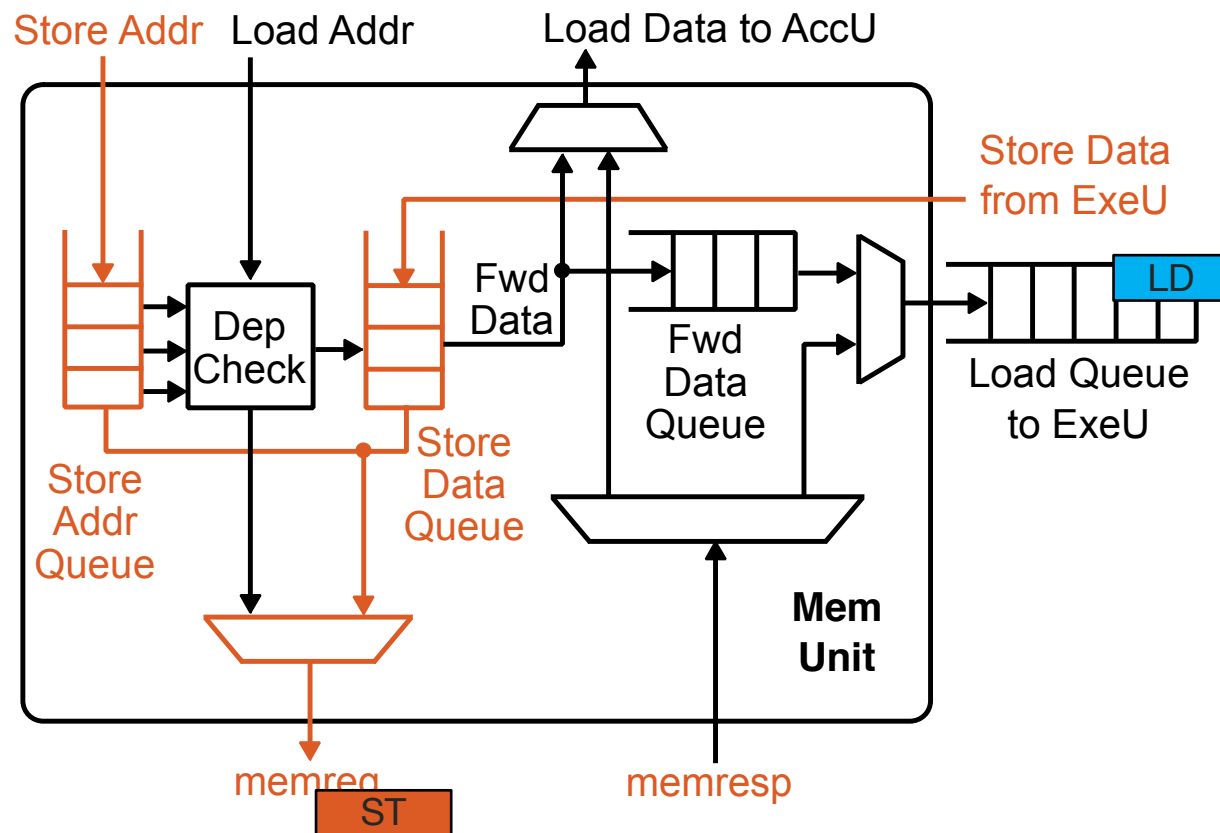 Store Addr
Load Addr
Load Data to AccU
Store Data
from ExeU
Fwd
Data
Dep
Check
LD
Fwd
Data
Queue
Load Queue
to ExeU
Store
Addr
Queue
Store
Data
Queue
Mem
Unit
memreq
memresp
ST